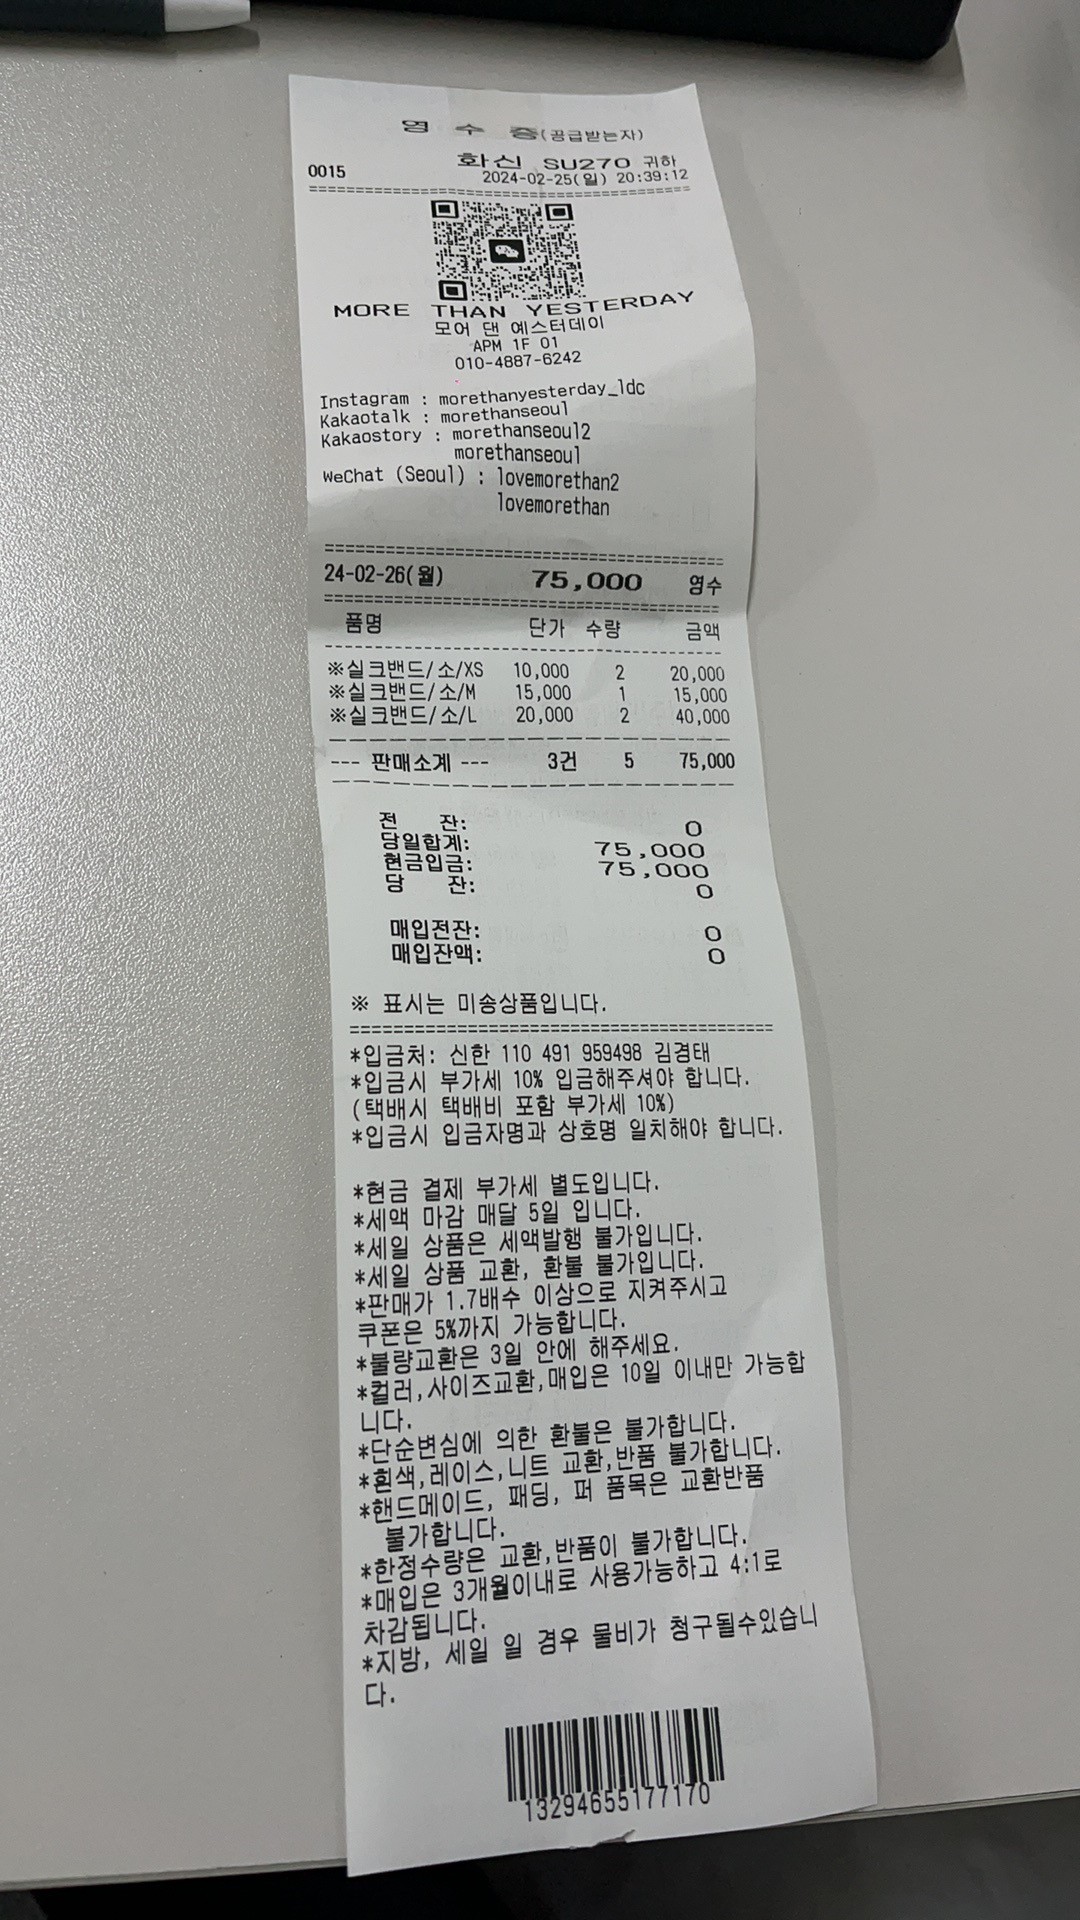 영 수 증(공급받는자)
화신 SU270 귀하
0015 2024-02-25(일) 20:39:12
MORE THAN YESTERDAY
모어 댄 예스터데이
APM 1F 01
010-4887-6242
Instagram : morethanyesterday_ldc
Kakaotalk : morethanseoul
Kakaostory : morethanseoul2
morethanseoul
WeChat (Seoul) : lovemorethan2
lovemorethan
24-02-26(월) 75,000 영수
품명 단가 수량 금액
※실크밴드/소/XS 10,000 2 20,000
※실크밴드/소/M 15,000 1 15,000
※실크밴드/소/L 20,000 2 40,000
--- 판매소계 --- 3건 5 75,000
전 잔: 0
당일합계: 75,000
현금입금: 75,000
당 잔: 0
매입전잔: 0
매입잔액: 0
※ 표시는 미송상품입니다.
*입금처: 신한 110 491 959498 김경태
*입금시 부가세 10% 입금해주셔야 합니다.
(택배시 택배비 포함 부가세 10%)
*입금시 입금자명과 상호명 일치해야 합니다.
*현금 결제 부가세 별도입니다.
*세액 마감 매달 5일 입니다.
*세일 상품은 세액발행 불가입니다.
*세일 상품 교환, 환불 불가입니다.
*판매가 1.7배수 이상으로 지켜주시고
쿠폰은 5%까지 가능합니다.
*불량교환은 3일 안에 해주세요.
*컬러,사이즈교환,매입은 10일 이내만 가능합
니다.
*단순변심에 의한 환불은 불가합니다.
*흰색,레이스,니트 교환,반품 불가합니다.
*핸드메이드, 패딩, 퍼 품목은 교환반품
불가합니다.
*한정수량은 교환,반품이 불가합니다.
*매입은 3개월이내로 사용가능하고 4:1로
차감됩니다.
*지방, 세일 일 경우 물비가 청구될수있습니
다.
13294655177170